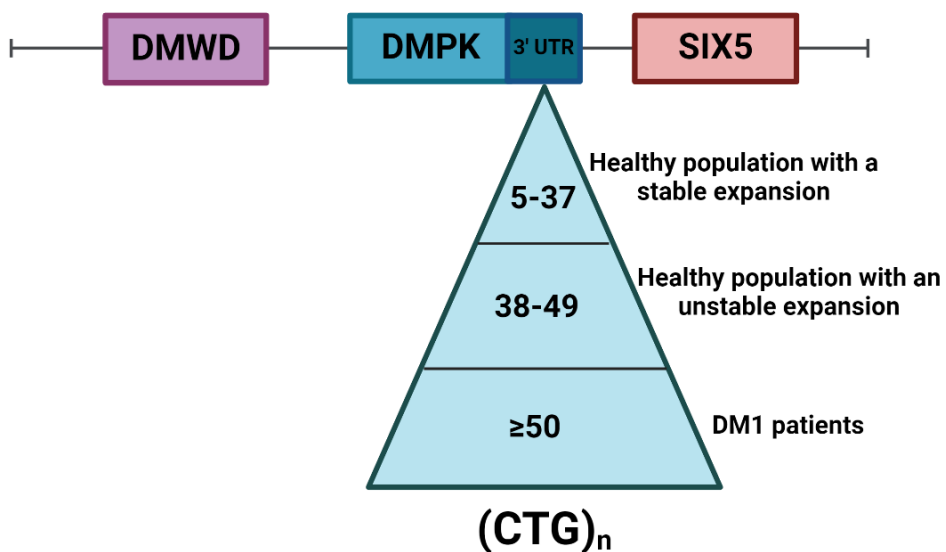 DMWD
DMPK
3' UTR
SIX5
5-37
Healthy population with a
stable expansion
38-49
Healthy population with an
unstable expansion
≥50
DM1 patients
(CTG)n